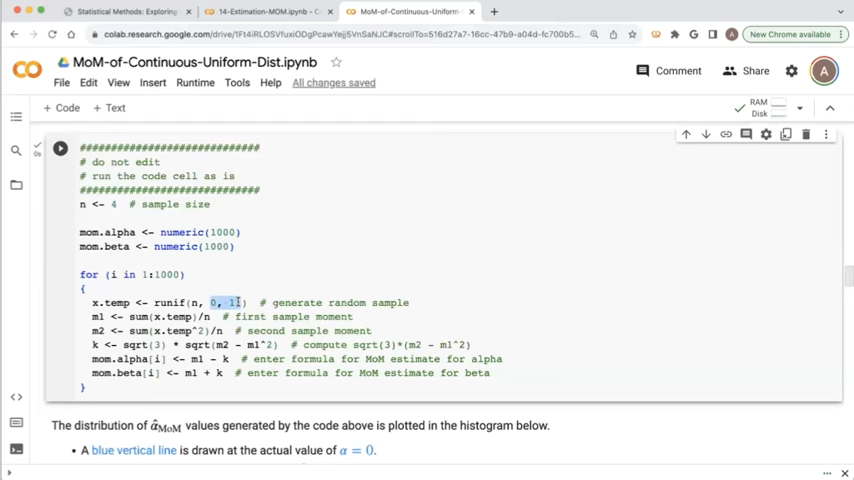 Statistical Methods: Exploring
14-Estimation-MOM.ipynb - C
MoM-of-Continuous-Uniform-D
colab.research.google.com/drive/1Ft4iRLOSVfuxiODgPcawYejj5VnSaNJC#scrollTo=516d27a7-16cc-47b9-a04d-dfc700b5...
New Chrome available
MoM-of-Continuous-Uniform-Dist.ipynb
File Edit View Insert Runtime Tools Help All changes saved
Comment Share A
+ Code + Text
RAM
Disk
0s
############################
# do not edit
# run the code cell as is
############################
n <- 4 # sample size
mom.alpha <- numeric(1000)
mom.beta <- numeric(1000)
for (i in 1:1000)
{
x.temp <- runif(n, 0, 1) # generate random sample
m1 <- sum(x.temp)/n # first sample moment
m2 <- sum(x.temp^2)/n # second sample moment
k <- sqrt(3) * sqrt(m2 - m1^2) # compute sqrt(3)*(m2 - m1^2)
mom.alpha[i] <- m1 - k # enter formula for MoM estimate for alpha
mom.beta[i] <- m1 + k # enter formula for MoM estimate for beta
}
The distribution of α̂MoM values generated by the code above is plotted in the histogram below.
• A blue vertical line is drawn at the actual value of α = 0.